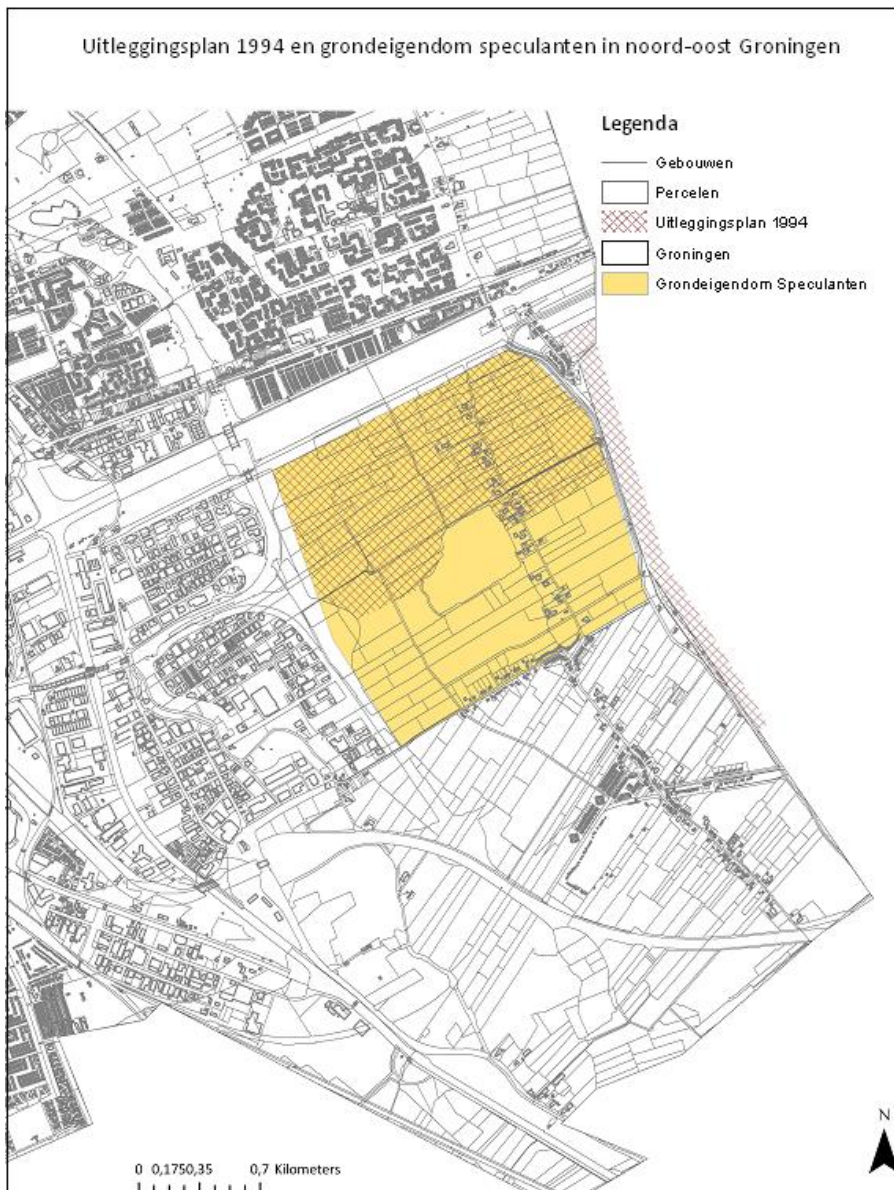 Uitleggingsplan 1994 en grondeigendom speculanten in noord-oost Groningen
Legenda
Gebouwen
Percelen
Uitleggingsplan 1994
Groningen
Grondeigendom Speculanten
N
0 0,1750,35 0,7 Kilometers